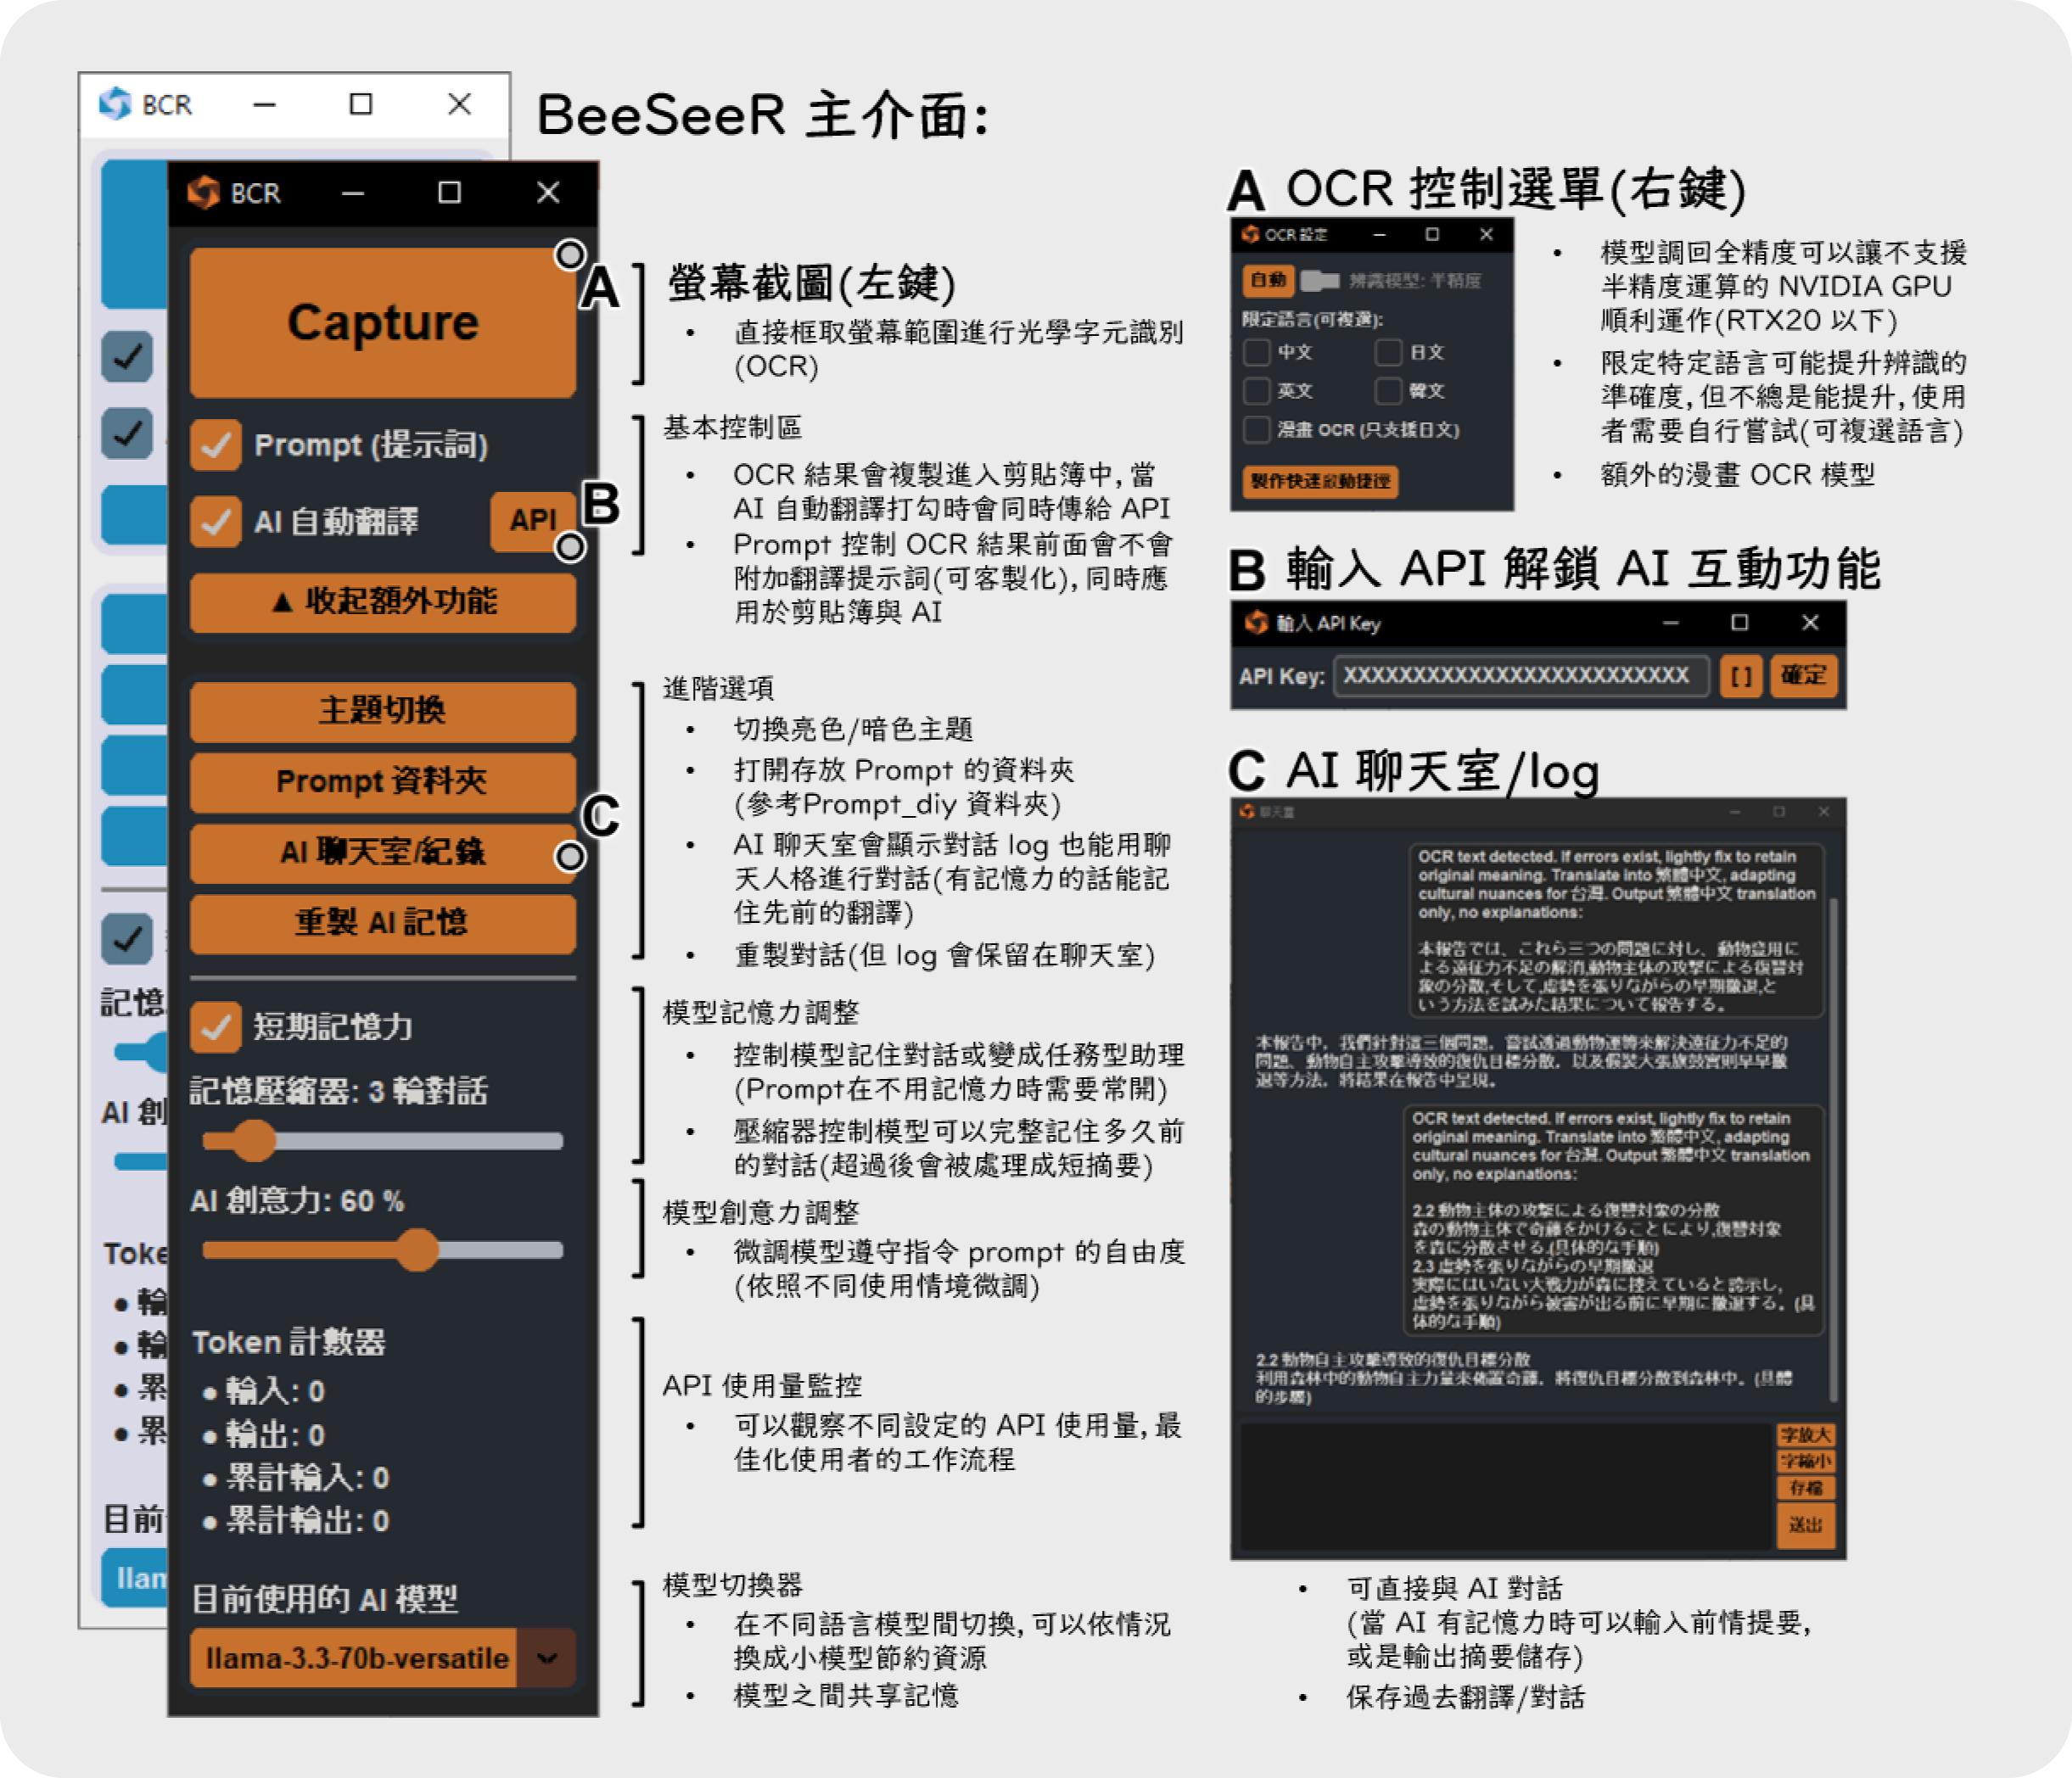 BCR
BeeSeeR 主介面:
BCR
Capture
Prompt (提示詞)
AI 自動翻譯
API
▲ 收起額外功能
主題切換
Prompt 資料夾
AI 聊天室/紀錄
重製 AI 記憶
短期記憶力
記憶壓縮器: 3 輪對話
AI 創意力: 60 %
Token 計數器
● 輸入: 0
● 輸出: 0
● 累計輸入: 0
● 累計輸出: 0
目前使用的 AI 模型
llama-3.3-70b-versatile
記憶
AI 創
Toke
● 輸
● 輸
● 累
● 累
目前
llam
A
B
C
螢幕截圖(左鍵)
• 直接框取螢幕範圍進行光學字元識別
(OCR)
基本控制區
• OCR 結果會複製進入剪貼簿中, 當
AI 自動翻譯打勾時會同時傳給 API
• Prompt 控制 OCR 結果前面會不會
附加翻譯提示詞(可客製化), 同時應
用於剪貼簿與 AI
進階選項
• 切換亮色/暗色主題
• 打開存放 Prompt 的資料夾
(參考Prompt_diy 資料夾)
• AI 聊天室會顯示對話 log 也能用聊
天人格進行對話(有記憶力的話能記
住先前的翻譯)
• 重製對話(但 log 會保留在聊天室)
模型記憶力調整
• 控制模型記住對話或變成任務型助理
(Prompt在不用記憶力時需要常開)
• 壓縮器控制模型可以完整記住多久前
的對話(超過後會被處理成短摘要)
模型創意力調整
• 微調模型遵守指令 prompt 的自由度
(依照不同使用情境微調)
API 使用量監控
• 可以觀察不同設定的 API 使用量, 最
佳化使用者的工作流程
模型切換器
• 在不同語言模型間切換, 可以依情況
換成小模型節約資源
• 模型之間共享記憶
A OCR 控制選單(右鍵)
OCR 設定
自動 辨識模型: 半精度
限定語言(可複選):
中文 日文
英文 韓文
漫畫 OCR (只支援日文)
製作快速啟動捷徑
• 模型調回全精度可以讓不支援
半精度運算的 NVIDIA GPU
順利運作(RTX20 以下)
• 限定特定語言可能提升辨識的
準確度, 但不總是能提升, 使用
者需要自行嘗試(可複選語言)
• 額外的漫畫 OCR 模型
B 輸入 API 解鎖 AI 互動功能
輸入 API Key
API Key: XXXXXXXXXXXXXXXXXXXXXXXXX [ ] 確定
C AI 聊天室/log
聊天室
OCR text detected. If errors exist, lightly fix to retain
original meaning. Translate into 繁體中文, adapting
cultural nuances for 台灣. Output 繁體中文 translation
only, no explanations:
本報告では、これら三つの問題に対し、動物運用に
よる遠征力不足の解消,動物主体の攻撃による復讐対
象の分散,そして,虚勢を張りながらの早期撤退,と
いう方法を試みた結果について報告する。
本報告中，我們針對這三個問題，嘗試透過動物運籌來解決遠征力不足的
問題、動物自主攻擊導致的復仇目標分散，以及假裝大張旗鼓實則早早撤
退等方法，將結果在報告中呈現。
OCR text detected. If errors exist, lightly fix to retain
original meaning. Translate into 繁體中文, adapting
cultural nuances for 台灣. Output 繁體中文 translation
only, no explanations:
2.2 動物主体の攻撃による復讐対象の分散
森の動物主体で奇襲をかけることにより,復讐対象
を森に分散させる.(具体的な手順)
2.3 虚勢を張りながらの早期撤退
実際にはいない大戦力が森に控えていると誇示し,
虚勢を張りながら被害が出る前に早期に撤退する。(具
体的な手順)
2.2 動物自主攻擊導致的復仇目標分散
利用森林中的動物自主力量來佈置奇襲，將復仇目標分散到森林中。(具體
的步驟)
字放大
字縮小
存檔
送出
• 可直接與 AI 對話
(當 AI 有記憶力時可以輸入前情提要,
或是輸出摘要儲存)
• 保存過去翻譯/對話